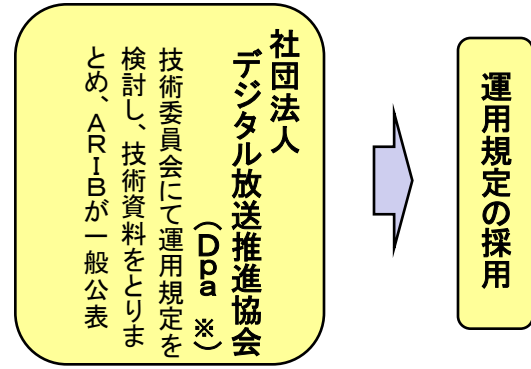 社団法人
デジタル放送推進協会
(Dpa ※)
技術委員会にて運用規定を
検討し、技術資料をとりま
とめ、ARIBが一般公表
運用規定の採用